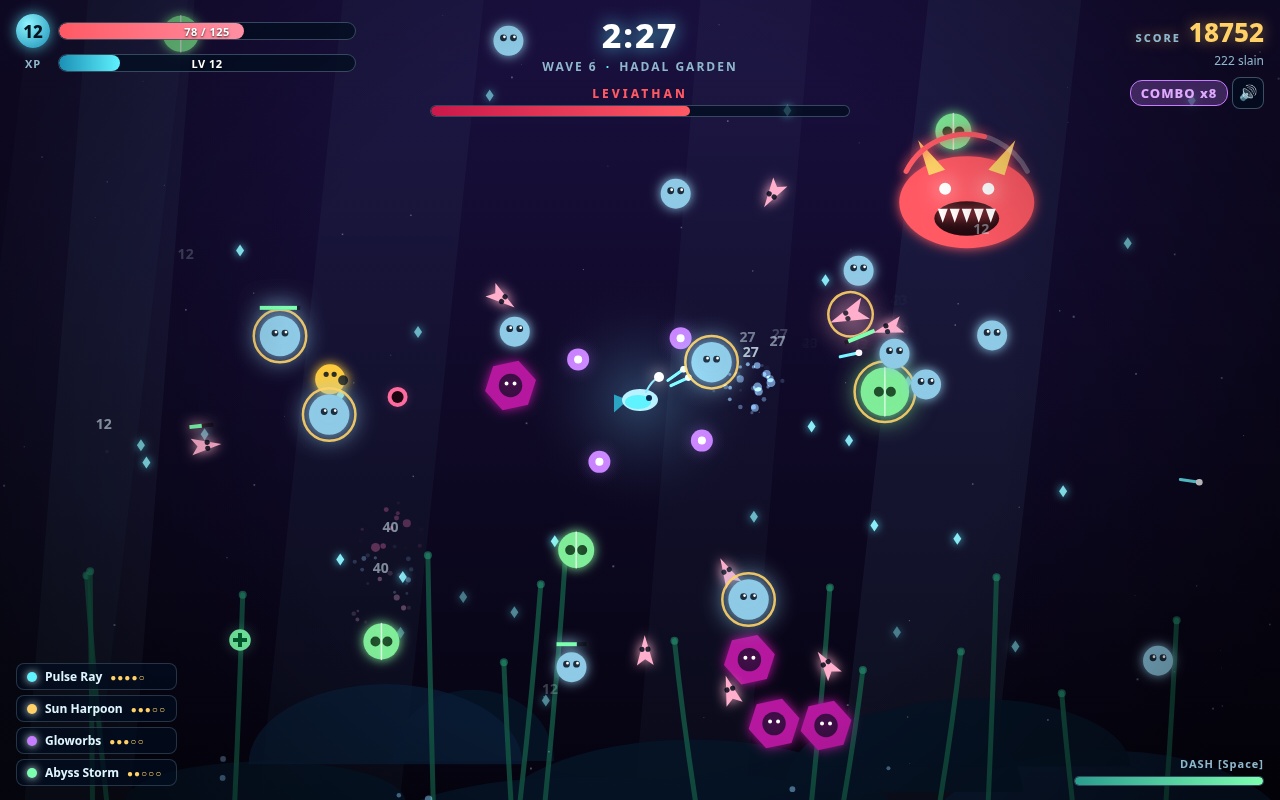 12
78 / 125
XP
LV 12
2:27
WAVE 6 · HADAL GARDEN
LEVIATHAN
SCORE 18752
222 slain
COMBO x8
12
12
27
27
27
27
12
40
40
12
Pulse Ray
Sun Harpoon
Gloworbs
Abyss Storm
DASH [Space]